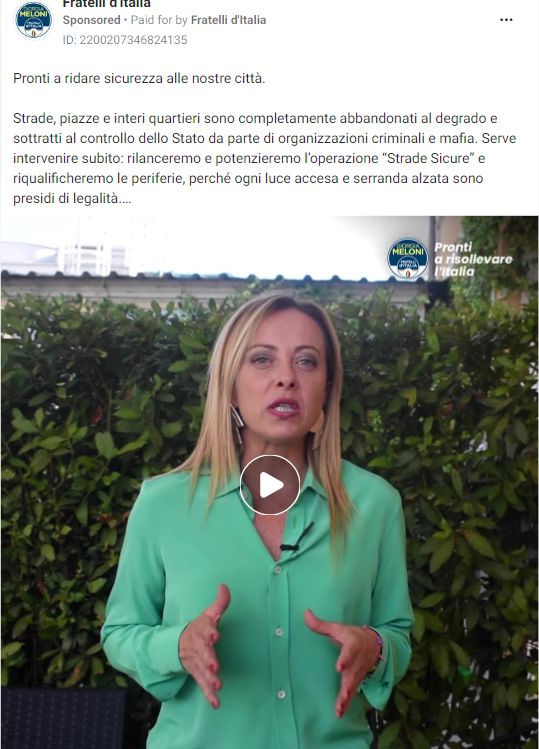 Fratelli d'Italia
Sponsored • Paid for by Fratelli d'Italia
ID: 2200207346824135
Pronti a ridare sicurezza alle nostre città.
Strade, piazze e interi quartieri sono completamente abbandonati al degrado e
sottratti al controllo dello Stato da parte di organizzazioni criminali e mafia. Serve
intervenire subito: rilanceremo e potenzieremo l'operazione “Strade Sicure” e
riqualificheremo le periferie, perché ogni luce accesa e serranda alzata sono
presidi di legalità....
GIORGIA
MELONI
FRATELLI
d'ITALIA
Pronti
a risollevare
l'Italia